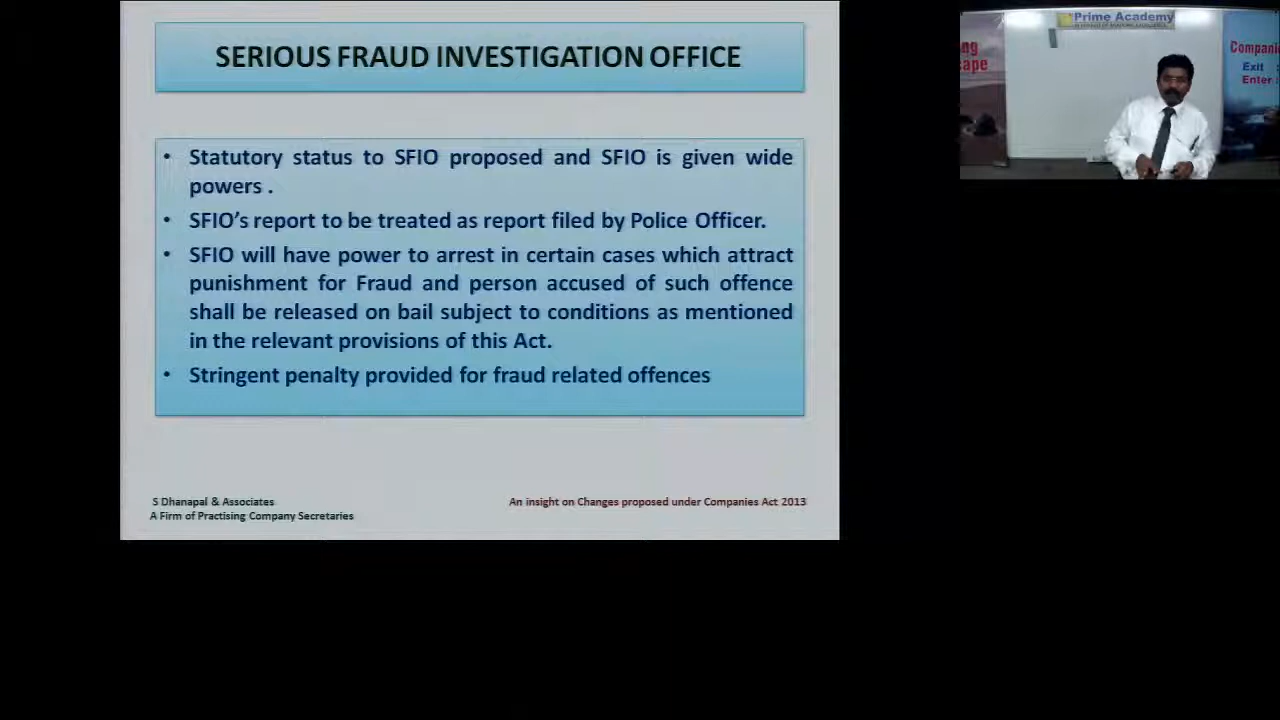 SERIOUS FRAUD INVESTIGATION OFFICE
• Statutory status to SFIO proposed and SFIO is given wide
powers .
• SFIO's report to be treated as report filed by Police Officer.
• SFIO will have power to arrest in certain cases which attract
punishment for Fraud and person accused of such offence
shall be released on bail subject to conditions as mentioned
in the relevant provisions of this Act.
• Stringent penalty provided for fraud related offences
S Dhanapal & Associates
A Firm of Practising Company Secretaries
An insight on Changes proposed under Companies Act 2013
Prime Academy
ng
cape
Compani
Exit :
Enter :